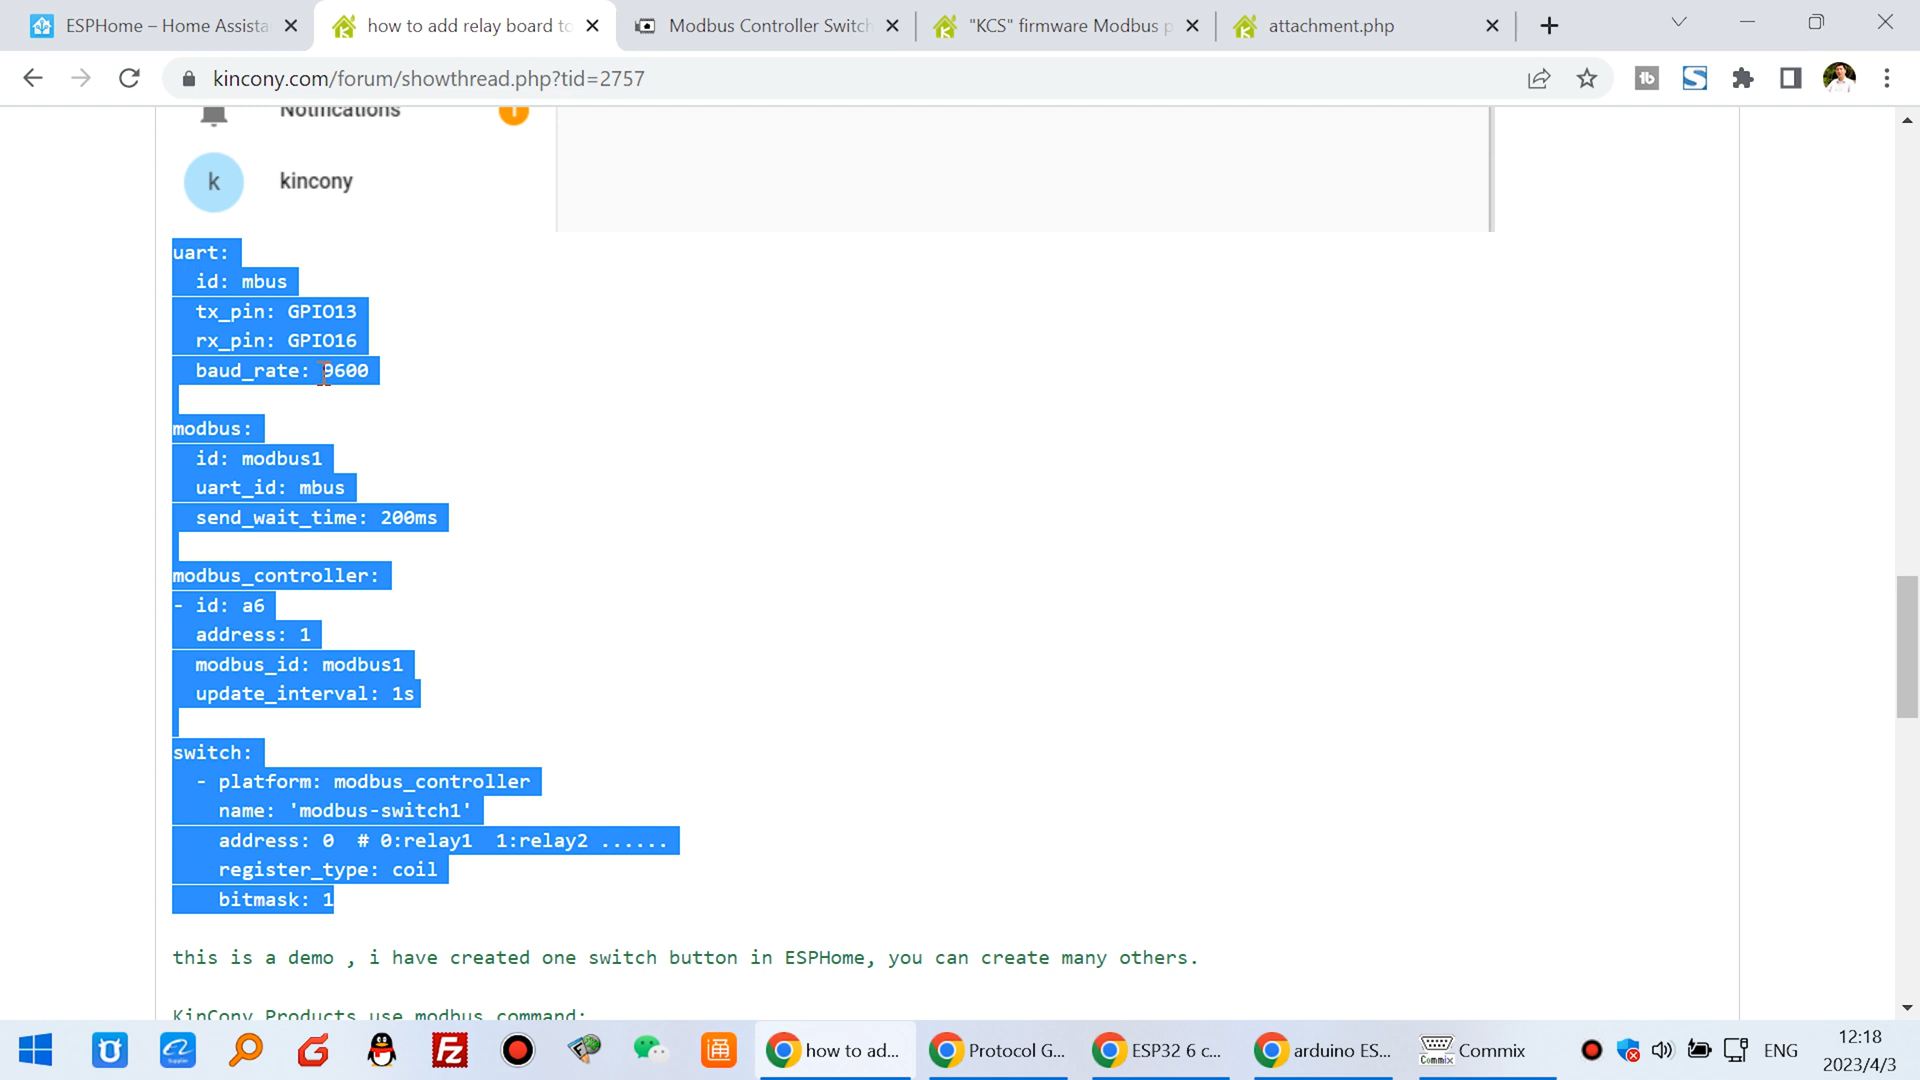 ESPHome – Home Assista
how to add relay board to
Modbus Controller Switch
"KCS" firmware Modbus p
attachment.php
kincony.com/forum/showthread.php?tid=2757
Notifications
k
kincony
uart:
id: mbus
tx_pin: GPIO13
rx_pin: GPIO16
baud_rate: 9600
modbus:
id: modbus1
uart_id: mbus
send_wait_time: 200ms
modbus_controller:
- id: a6
address: 1
modbus_id: modbus1
update_interval: 1s
switch:
- platform: modbus_controller
name: 'modbus-switch1'
address: 0 # 0:relay1 1:relay2 ......
register_type: coil
bitmask: 1
this is a demo , i have created one switch button in ESPHome, you can create many others.
KinCony Products use modbus command:
how to ad...
Protocol G...
ESP32 6 c...
arduino ES...
Commix
ENG
12:18
2023/4/3